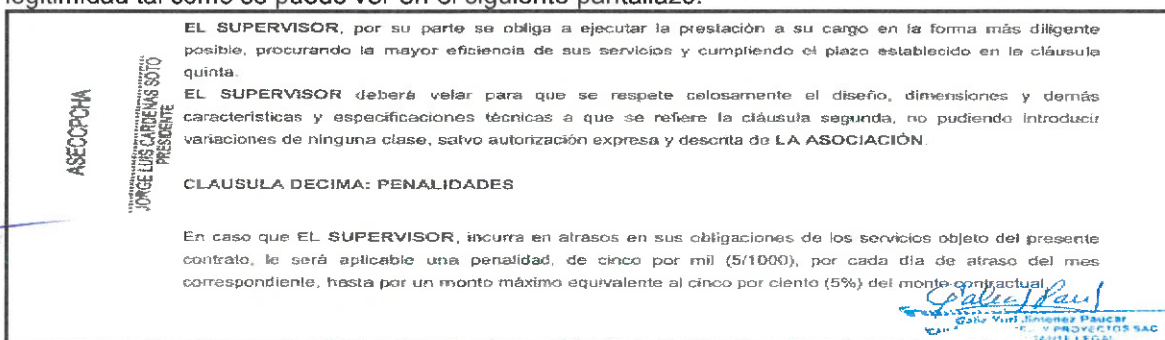 legitimidad tal como se puede ver en el siguiente pantallazo.
EL SUPERVISOR, por su parte se obliga a ejecutar la prestación a su cargo en la forma más diligente
posible, procurando la mayor eficiencia de sus servicios y cumpliendo el plazo establecido en la cláusula
quinta.
EL SUPERVISOR deberá velar para que se respete celosamente el diseño, dimensiones y demás
características y especificaciones técnicas a que se refiere la cláusula segunda, no pudiendo introducir
variaciones de ninguna clase, salvo autorización expresa y descrita de LA ASOCIACIÓN.
ASECCPCHA
JORGE LUIS CARDENAS SOTO
PRESIDENTE
CLAUSULA DECIMA: PENALIDADES
En caso que EL SUPERVISOR, incurra en atrasos en sus obligaciones de los servicios objeto del presente
contrato, le será aplicable una penalidad, de cinco por mil (5/1000), por cada día de atraso del mes
correspondiente, hasta por un monto máximo equivalente al cinco por ciento (5%) del monto contractual.
Yuri Jimenez Paucar
Y PROYECTOS SAC